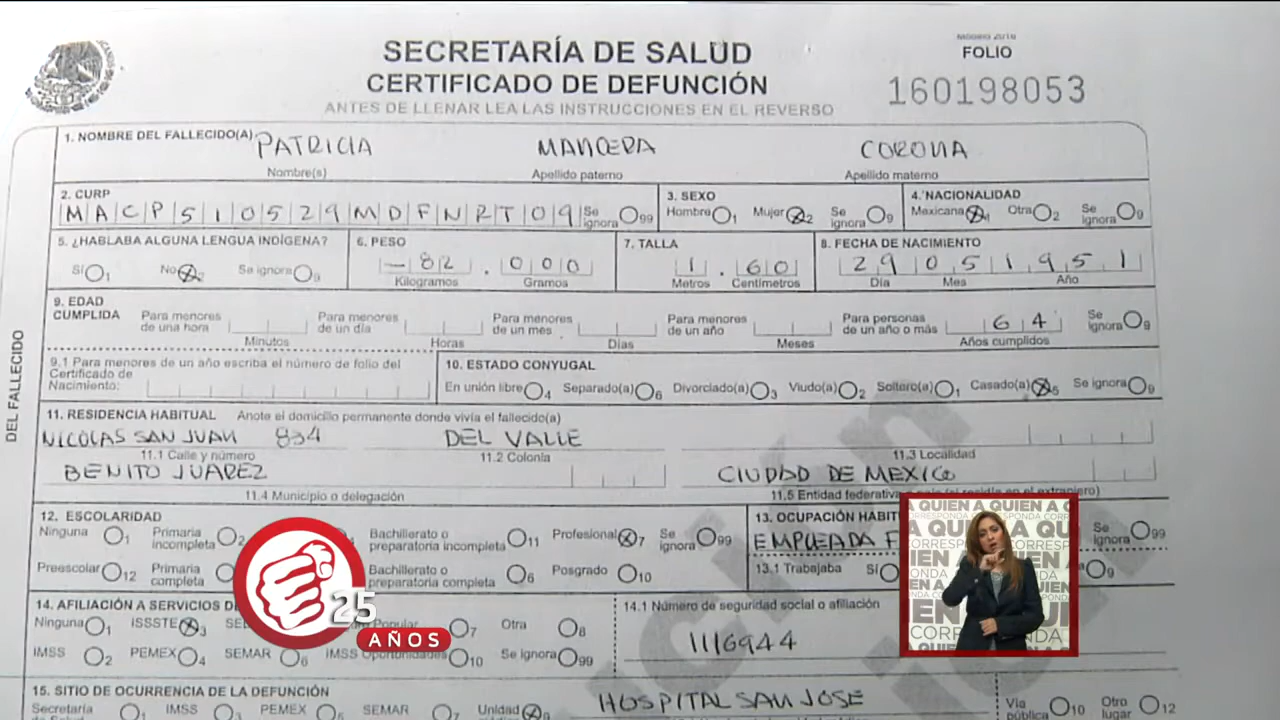 SECRETARÍA DE SALUD
CERTIFICADO DE DEFUNCIÓN
ANTES DE LLENAR LEA LAS INSTRUCCIONES EN EL REVERSO
FOLIO
160198053
DEL FALLECIDO
1. NOMBRE DEL FALLECIDO(A) PATRICIA MANCERA CORONA
Nombre(s) Apellido paterno Apellido materno
2. CURP 3. SEXO 4. NACIONALIDAD
MACP510529MDFNRT09 Se ignora 99 Hombre 1 Mujer 2 Se ignora 9 Mexicana 1 Otra 2 Se ignora 9
5. ¿HABLABA ALGUNA LENGUA INDÍGENA? 6. PESO 7. TALLA 8. FECHA DE NACIMIENTO
Sí 1 No 2 Se ignora 9 -82.000 1.60 29051951
Kilogramos Gramos Metros Centímetros Día Mes Año
9. EDAD CUMPLIDA Para menores de una hora Para menores de un día Para menores de un mes Para menores de un año Para personas de un año o más 64 Se ignora 9
Minutos Horas Días Meses Años cumplidos
9.1 Para menores de un año escriba el número de folio del Certificado de Nacimiento:
10. ESTADO CONYUGAL
En unión libre 4 Separado(a) 6 Divorciado(a) 3 Viudo(a) 2 Soltero(a) 1 Casado(a) 5 Se ignora 9
11. RESIDENCIA HABITUAL Anote el domicilio permanente donde vivía el fallecido(a)
NICOLAS SAN JUAN 834 DEL VALLE
11.1 Calle y número 11.2 Colonia 11.3 Localidad
BENITO JUAREZ CIUDAD DE MEXICO
11.4 Municipio o delegación 11.5 Entidad federativa
12. ESCOLARIDAD 13. OCUPACIÓN HABIT
Ninguna 1 Primaria incompleta 2 Bachillerato o preparatoria incompleta 11 Profesional 7 Se ignora 99 EMPLEADA F Se ignora 99
Preescolar 12 Primaria completa Bachillerato o preparatoria completa 6 Posgrado 10 13.1 Trabajaba Sí 9
14. AFILIACIÓN A SERVICIOS DE 14.1 Número de seguridad social o afiliación
Ninguna 1 ISSSTE 3 Popular 7 Otra 8 1116944
IMSS 2 PEMEX 4 SEMAR 6 IMSS Oportunidades 10 Se ignora 99
15. SITIO DE OCURRENCIA DE LA DEFUNCIÓN HOSPITAL SAN JOSE
Secretaría IMSS PEMEX SEMAR Unidad 9 Vía pública 10 Otro lugar 12
25
AÑOS
A QUIEN
CORRESPONDA